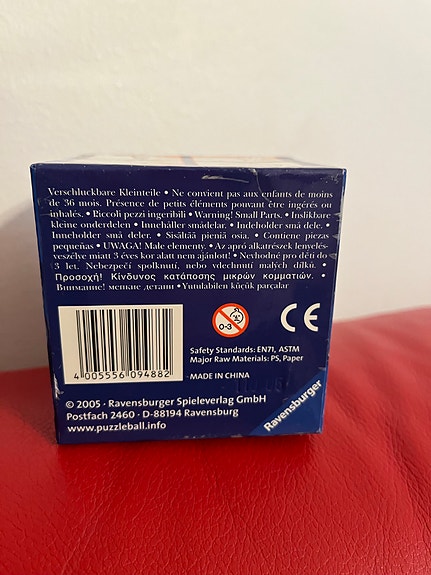 Verschluckbare Kleinteile • Ne convient pas aux enfants de moins
de 36 mois. Présence de petits éléments pouvant être ingérés ou
inhalés. • Piccoli pezzi ingeribili • Warning! Small Parts. • Inslikbare
kleine onderdelen • Innehåller smådelar. • Indeholder små dele. •
Inneholder små deler. • Sisältää pieniä osia. • Contiene piezas
pequeñas • UWAGA! Małe elementy. • Az apró alkatrészek lenyelés-
veszélye miatt 3 éves kor alatt nem ajánlott! • Nevhodné pro děti do
3 let. Nebezpečí spolknutí, nebo vdechnutí malých dílků. •
Προσοχή! Κίνδυνος κατάποσης μικρών κομματιών. •
Внимание! мелкие детали • Yutulabilen küçük parçalar
0-3
CE
4 005556 094882
Safety Standards: EN71, ASTM
Major Raw Materials: PS, Paper
MADE IN CHINA
© 2005 · Ravensburger Spieleverlag GmbH
Postfach 2460 · D-88194 Ravensburg
www.puzzleball.info
Ravensburger